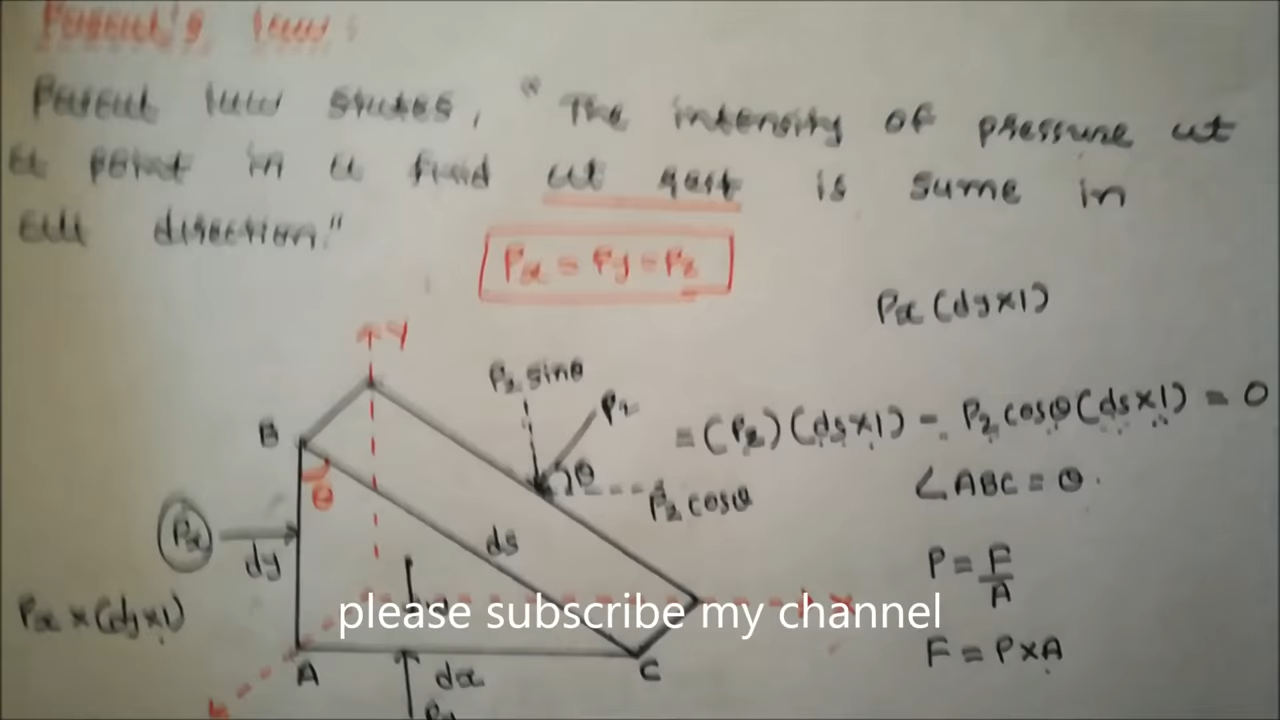 Pascal's law:
Pascal law states, "The intensity of pressure at
a point in a fluid at rest is same in
all direction."
Px = Py = Pz
Px (dy×1)
Y
Pz sinθ
Pz
B
θ
θ
= (Pz) (ds×1) - Pz cosθ (ds×1) = 0
Pz cosθ
∠ABC = θ.
Px
dy
ds
P = F/A
Px × (dy×1)
please subscribe my channel
x
F = P×A
A
dx
C